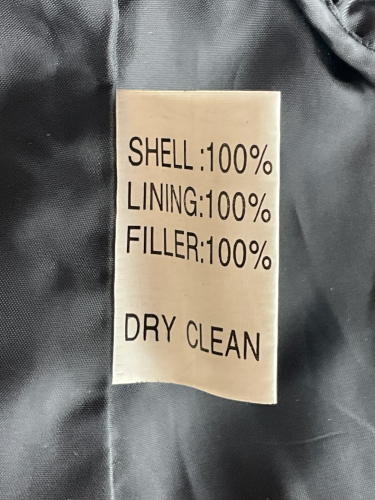 SHELL :100%
LINING:100%
FILLER:100%
DRY CLEAN